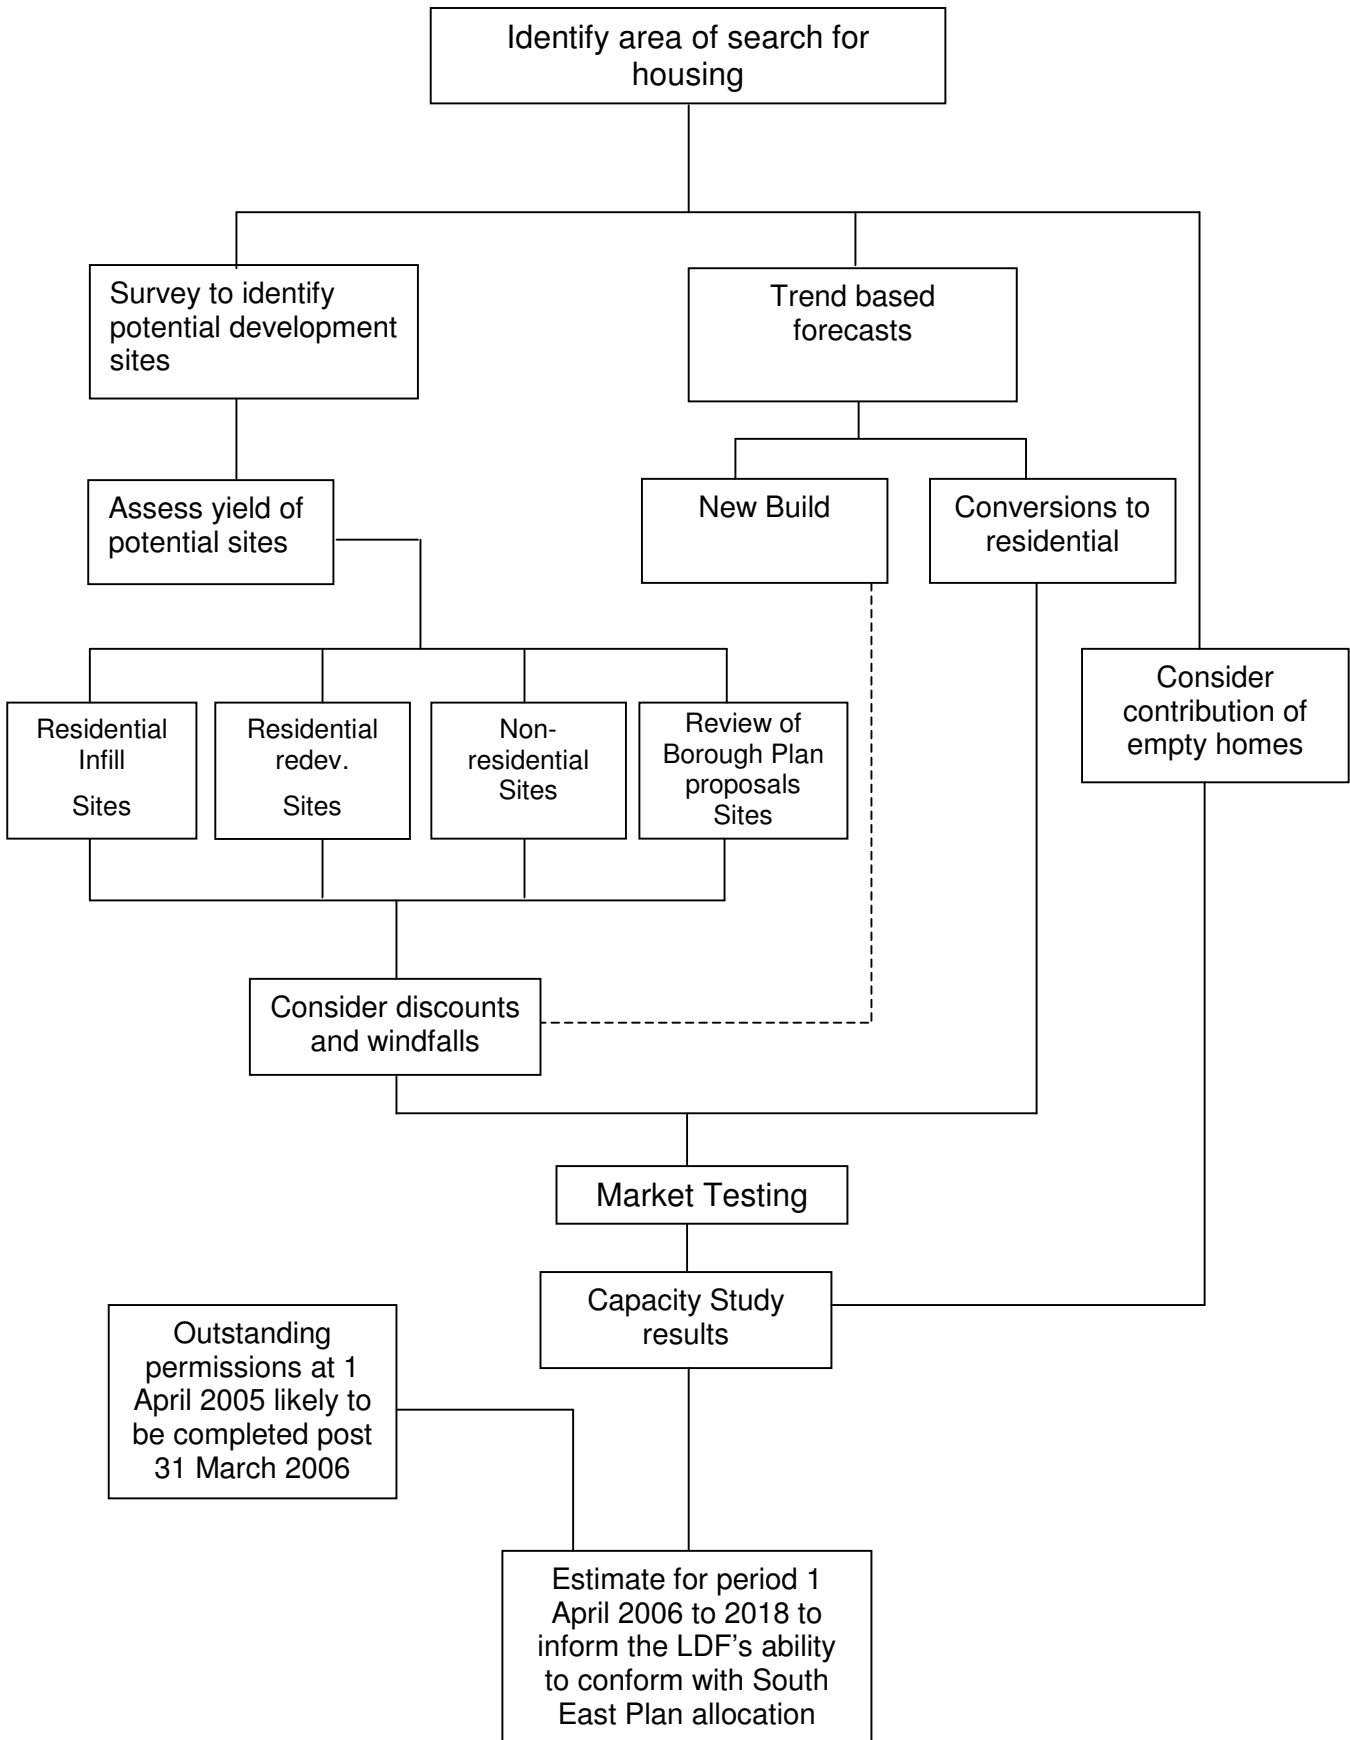 Identify area of search for
housing
Survey to identify
potential development
sites
Trend based
forecasts
Assess yield of
potential sites
New Build
Conversions to
residential
Residential
Infill
Sites
Residential
redev.
Sites
Non-
residential
Sites
Review of
Borough Plan
proposals
Sites
Consider
contribution of
empty homes
Consider discounts
and windfalls
Market Testing
Capacity Study
results
Outstanding
permissions at 1
April 2005 likely to
be completed post
31 March 2006
Estimate for period 1
April 2006 to 2018 to
inform the LDF's ability
to conform with South
East Plan allocation